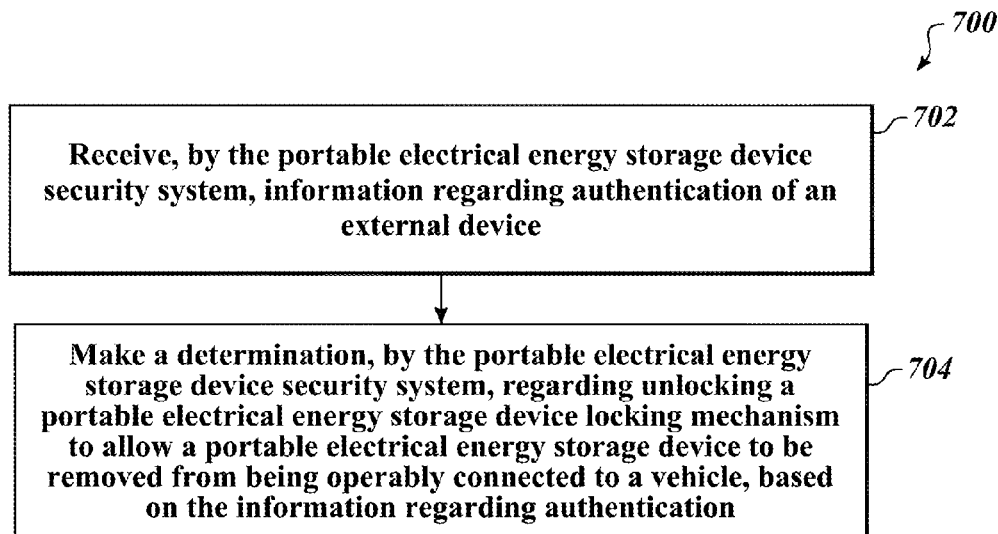 700
702
Receive, by the portable electrical energy storage device
security system, information regarding authentication of an
external device
704
Make a determination, by the portable electrical energy
storage device security system, regarding unlocking a
portable electrical energy storage device locking mechanism
to allow a portable electrical energy storage device to be
removed from being operably connected to a vehicle, based
on the information regarding authentication